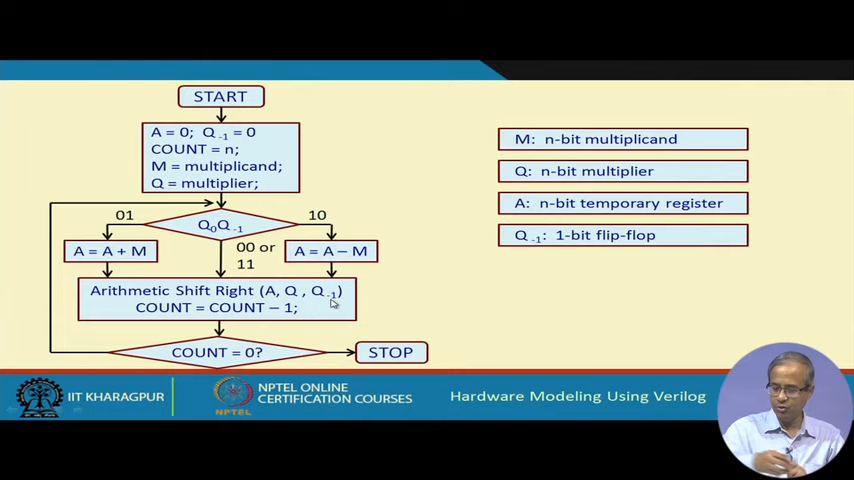 START
A = 0; Q₋₁ = 0
COUNT = n;
M = multiplicand;
Q = multiplier;
01
10
Q₀Q₋₁
A = A + M
00 or
11
A = A – M
Arithmetic Shift Right (A, Q , Q₋₁)
COUNT = COUNT – 1;
COUNT = 0?
STOP
M: n-bit multiplicand
Q: n-bit multiplier
A: n-bit temporary register
Q₋₁: 1-bit flip-flop
IIT KHARAGPUR
NPTEL
NPTEL ONLINE
CERTIFICATION COURSES
Hardware Modeling Using Verilog